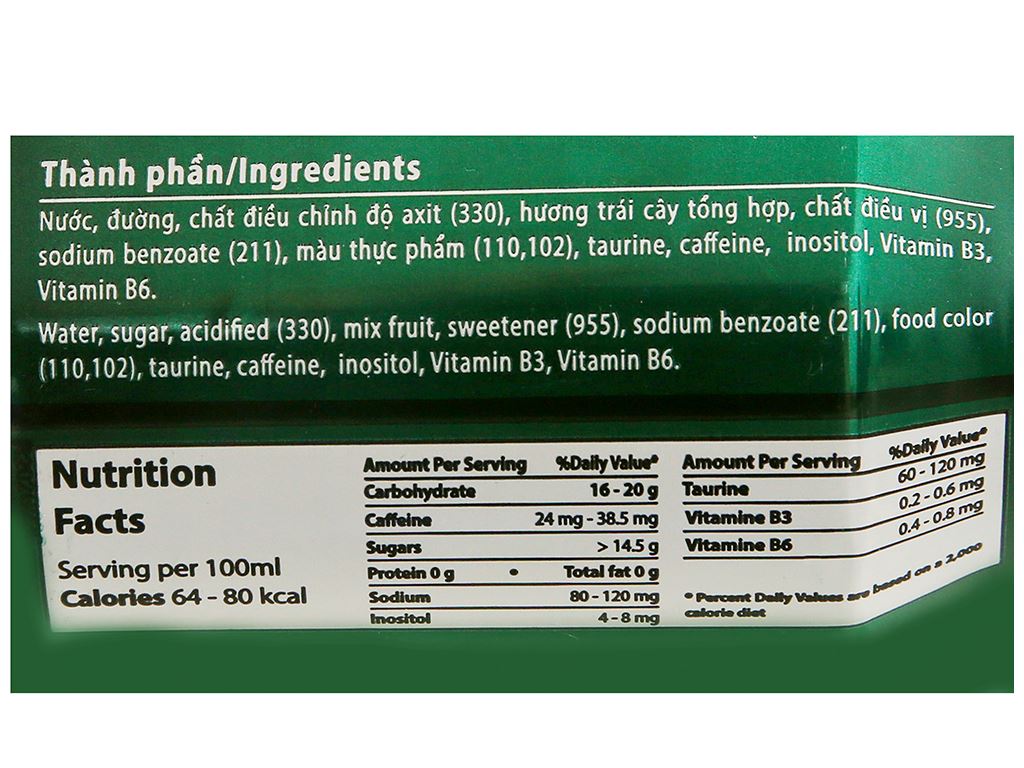 Thành phần/Ingredients
Nước, đường, chất điều chỉnh độ axit (330), hương trái cây tổng hợp, chất điều vị (955),
sodium benzoate (211), màu thực phẩm (110,102), taurine, caffeine, inositol, Vitamin B3,
Vitamin B6.
Water, sugar, acidified (330), mix fruit, sweetener (955), sodium benzoate (211), food color
(110,102), taurine, caffeine, inositol, Vitamin B3, Vitamin B6.
Nutrition
Facts
Serving per 100ml
Calories 64 - 80 kcal
Amount Per Serving %Daily Value*
Carbohydrate 16 - 20 g
Caffeine 24 mg - 38.5 mg
Sugars > 14.5 g
Protein 0 g • Total fat 0 g
Sodium 80 - 120 mg
Inositol 4 - 8 mg
Amount Per Serving %Daily Value*
Taurine 60 - 120 mg
Vitamine B3 0.2 - 0.6 mg
Vitamine B6 0.4 - 0.8 mg
* Percent Daily Values are based on a 2,000
calorie diet